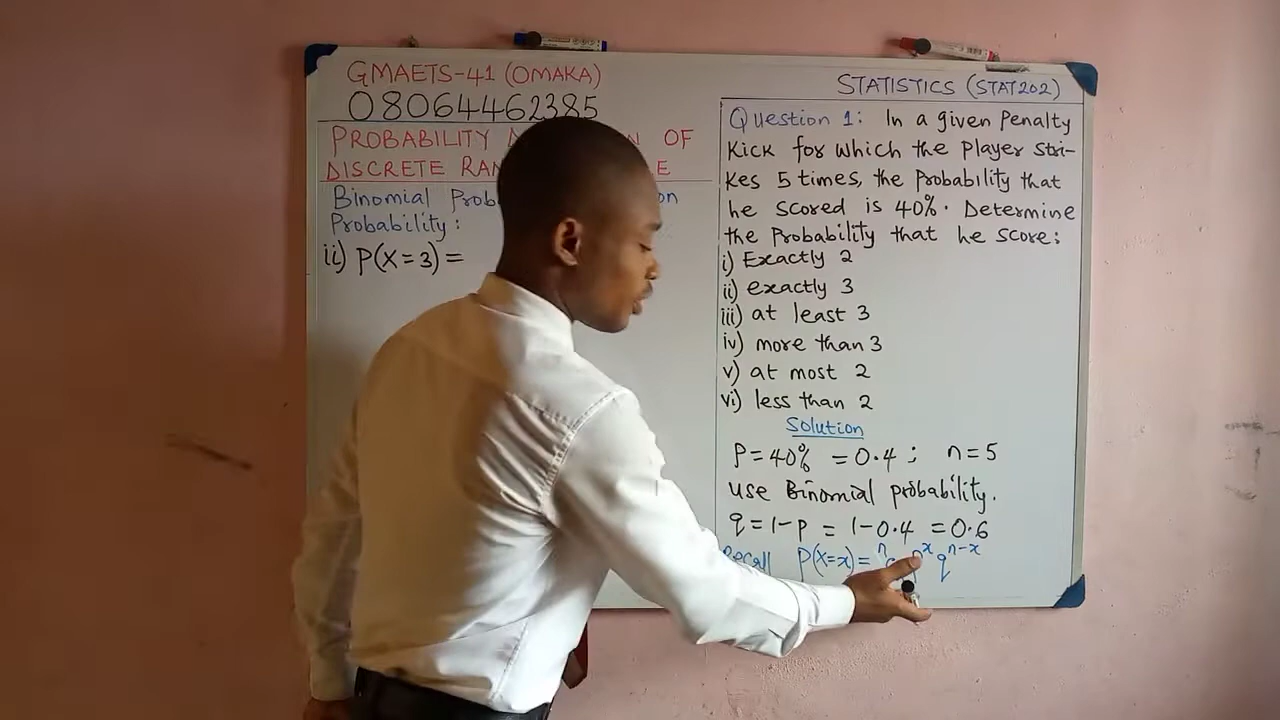 GMAETS-41 (OMAKA)
08064462385
PROBABILITY OF
DISCRETE
Binomial
Probability:
ii) P(X=3) =
STATISTICS (STAT202)
Question 1: In a given Penalty
Kick for which the player Stri-
kes 5 times, the probability that
he scored is 40%. Determine
the probability that he score:
i) Exactly 2
ii) exactly 3
iii) at least 3
iv) more than 3
v) at most 2
vi) less than 2
Solution
P = 40% = 0.4 ; n = 5
Use Binomial probability.
q = 1-p = 1-0.4 = 0.6
Recall P(X=x) = ⁿ pˣ qⁿ⁻ˣ